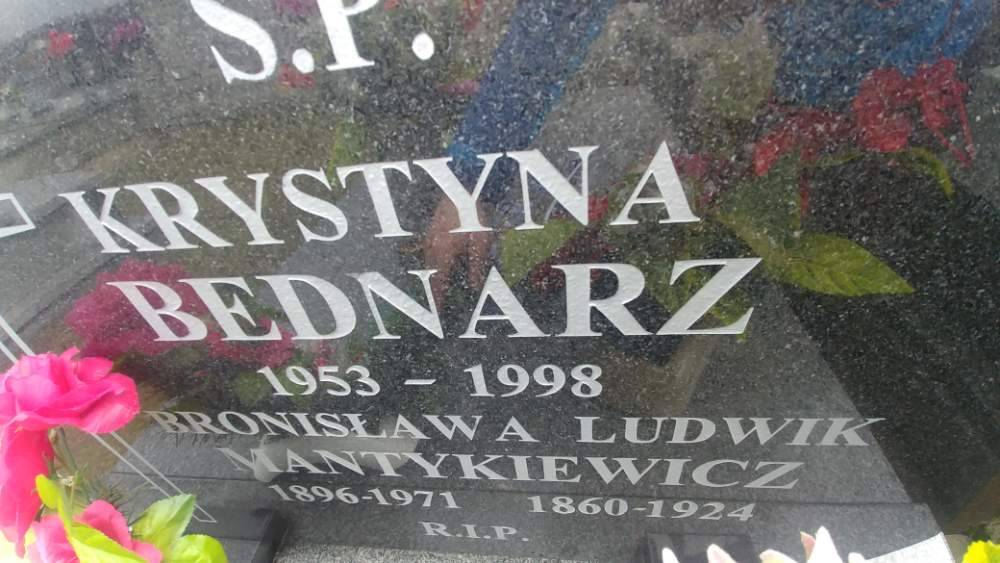 S.P.
KRYSTYNA
BEDNARZ
1953 - 1998
BRONISŁAWA LUDWIK
MANTYKIEWICZ
1896-1971 1860-1924
R.I.P.